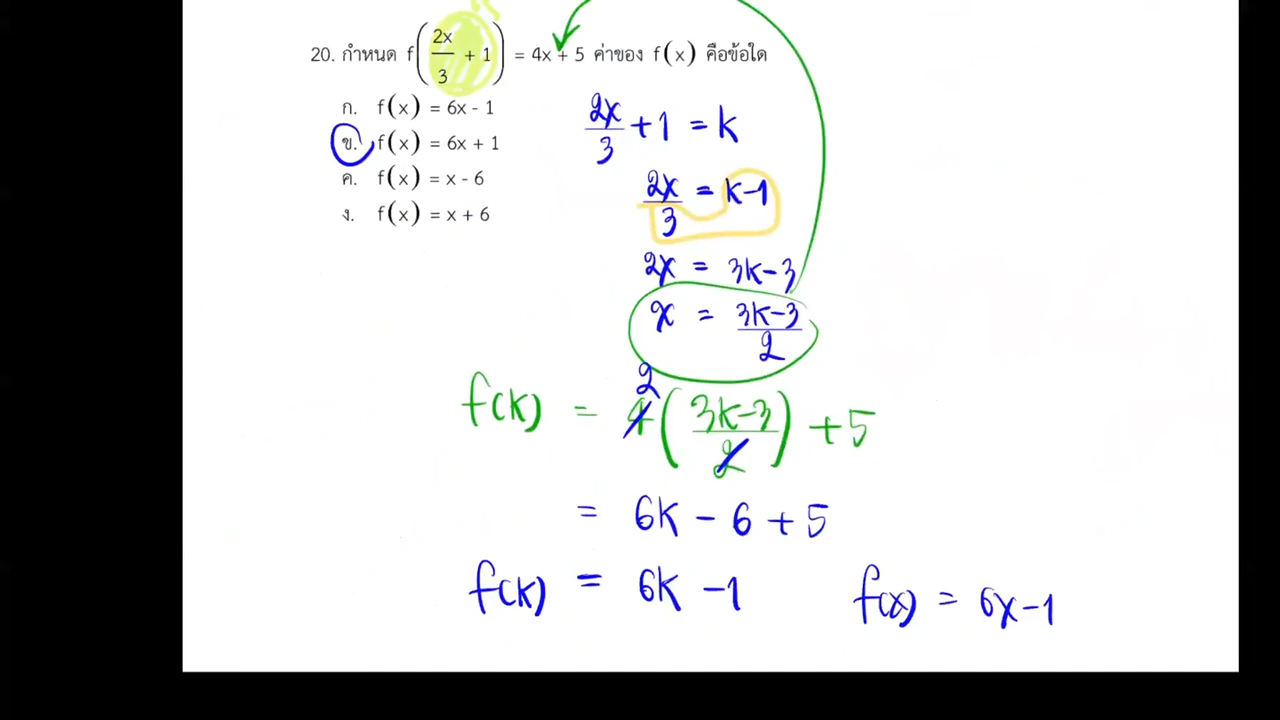 20. กำหนด f(2x/3 + 1) = 4x + 5 ค่าของ f(x) คือข้อใด
ก. f(x) = 6x - 1
ข. f(x) = 6x + 1
ค. f(x) = x - 6
ง. f(x) = x + 6
2x/3 + 1 = k
2x/3 = k-1
2x = 3k-3
x = 3k-3/2
2
f(k) = 4(3k-3/2) + 5
= 6k - 6 + 5
f(k) = 6k - 1
f(x) = 6x-1